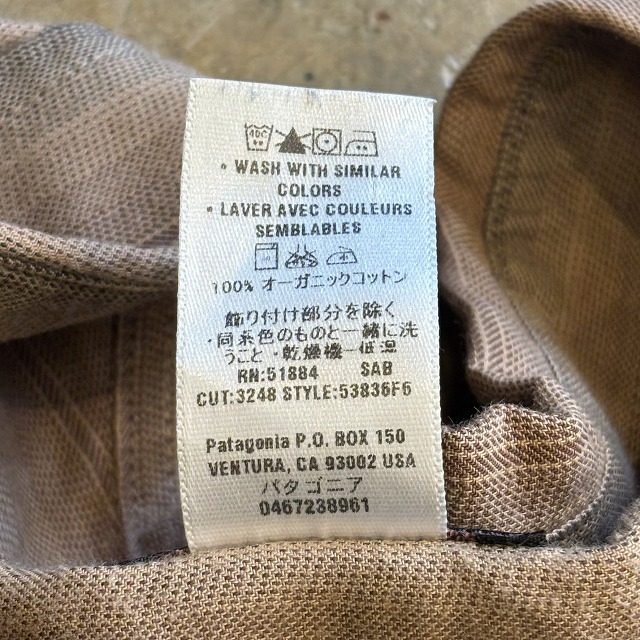 40C
• WASH WITH SIMILAR
COLORS
• LAVER AVEC COULEURS
SEMBLABLES
100% オーガニックコットン
飾り付け部分を除く
・同系色のものと一緒に洗
うこと・乾燥機-低温
RN:51884 SAB
CUT:3248 STYLE:53836F6
Patagonia P.O. BOX 150
VENTURA, CA 93002 USA
パタゴニア
0467238961